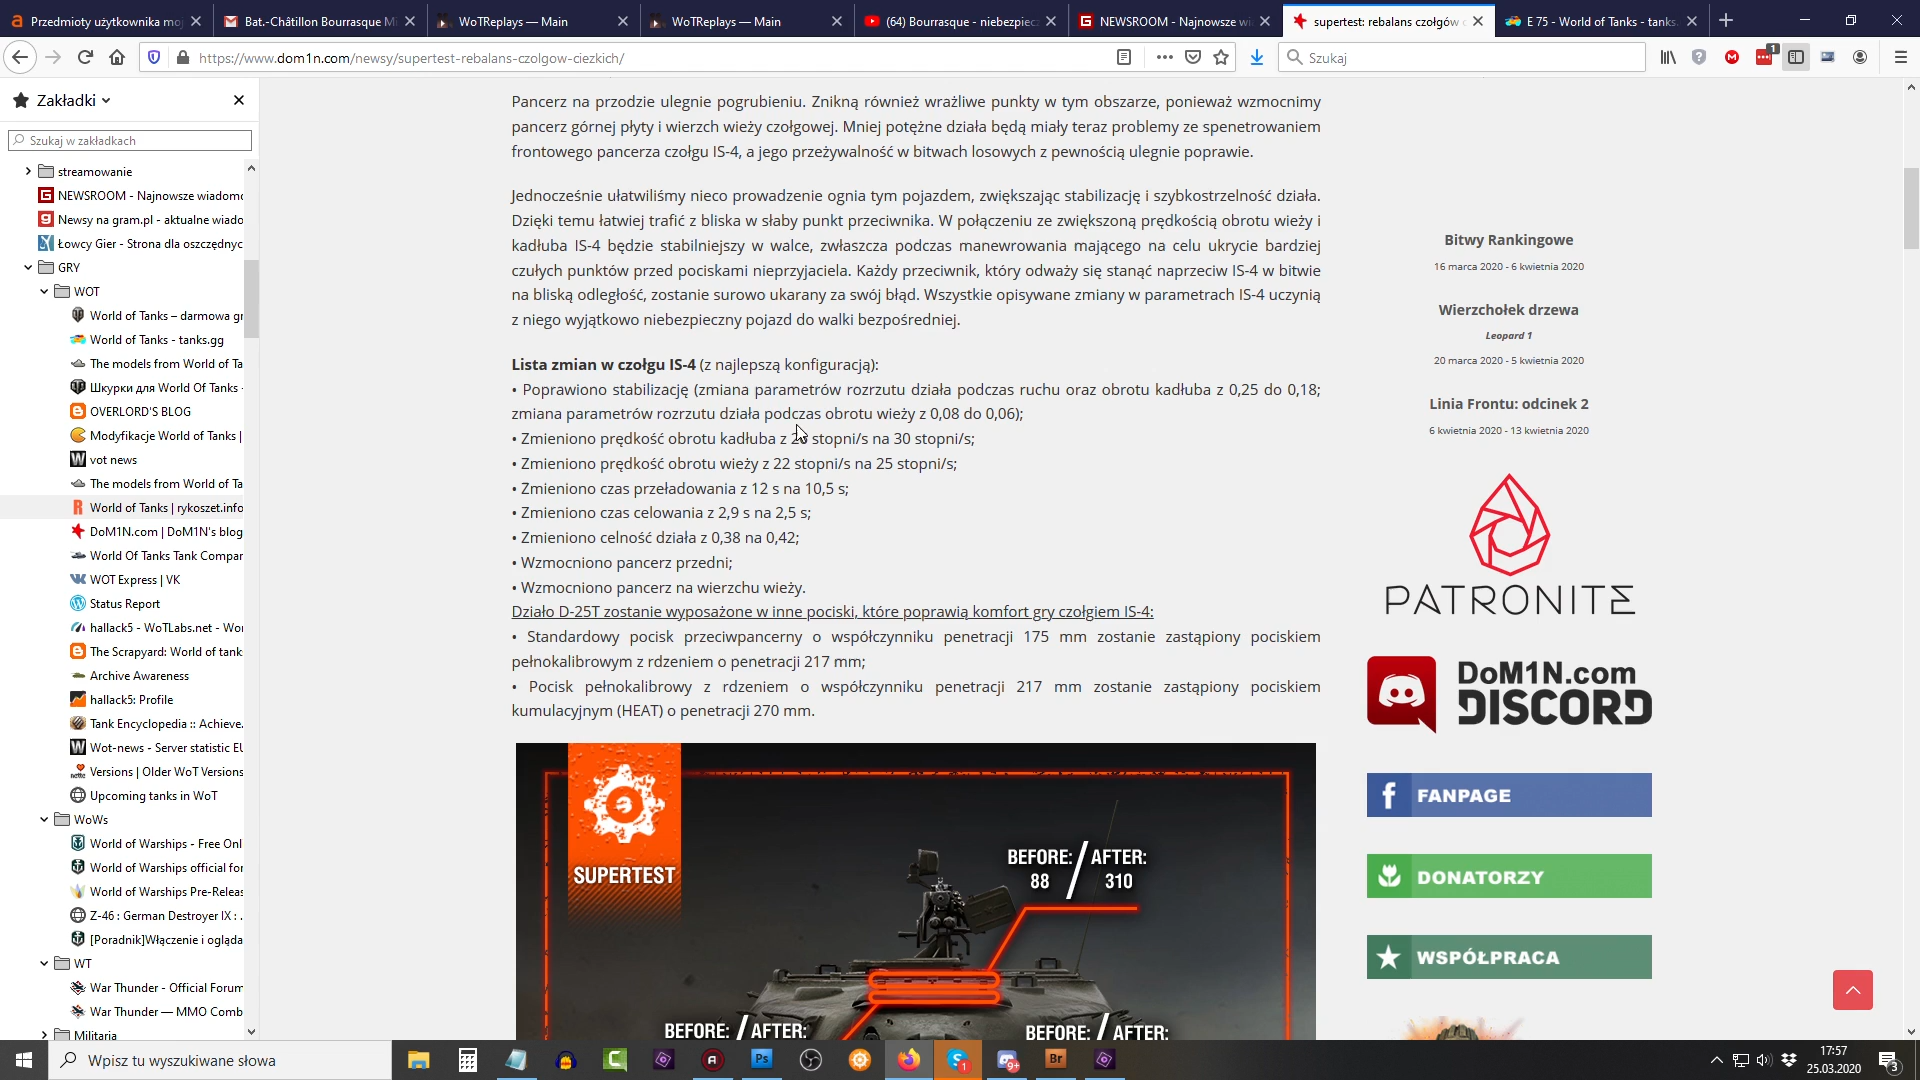 Przedmioty użytkownika mo
Bat.-Châtillon Bourrasque M
WoTReplays — Main
WoTReplays — Main
(64) Bourrasque - niebezpiec
NEWSROOM - Najnowsze wi
supertest: rebalans czołgów
E 75 - World of Tanks - tanks.
https://www.dom1n.com/newsy/supertest-rebalans-czolgow-ciezkich/
Szukaj
1
Zakładki
Szukaj w zakładkach
streamowanie
NEWSROOM - Najnowsze wiadomo
Newsy na gram.pl - aktualne wiado
Łowcy Gier - Strona dla oszczędnyc
GRY
WOT
World of Tanks – darmowa gr
World of Tanks - tanks.gg
The models from World of Ta
Шкурки для World Of Tanks -
OVERLORD'S BLOG
Modyfikacje World of Tanks |
vot news
The models from World of Ta
World of Tanks | rykoszet.info
DoM1N.com | DoM1N's blog
World Of Tanks Tank Compar
WOT Express | VK
Status Report
hallack5 - WoTLabs.net - Wor
The Scrapyard: World of tank
Archive Awareness
hallack5: Profile
Tank Encyclopedia :: Achieve.
Wot-news - Server statistic EU
Versions | Older WoT Versions
Upcoming tanks in WoT
WoWs
World of Warships - Free Onl
World of Warships official for
World of Warships Pre-Releas
Z-46 : German Destroyer IX : .
[Poradnik]Włączenie i ogląda
WT
War Thunder - Official Forum
War Thunder — MMO Comb
Militaria
Pancerz na przodzie ulegnie pogrubieniu. Znikną również wrażliwe punkty w tym obszarze, ponieważ wzmocnimy
pancerz górnej płyty i wierzch wieży czołgowej. Mniej potężne działa będą miały teraz problemy ze spenetrowaniem
frontowego pancerza czołgu IS-4, a jego przeżywalność w bitwach losowych z pewnością ulegnie poprawie.
Jednocześnie ułatwiliśmy nieco prowadzenie ognia tym pojazdem, zwiększając stabilizację i szybkostrzelność działa.
Dzięki temu łatwiej trafić z bliska w słaby punkt przeciwnika. W połączeniu ze zwiększoną prędkością obrotu wieży i
kadłuba IS-4 będzie stabilniejszy w walce, zwłaszcza podczas manewrowania mającego na celu ukrycie bardziej
czułych punktów przed pociskami nieprzyjaciela. Każdy przeciwnik, który odważy się stanąć naprzeciw IS-4 w bitwie
na bliską odległość, zostanie surowo ukarany za swój błąd. Wszystkie opisywane zmiany w parametrach IS-4 uczynią
z niego wyjątkowo niebezpieczny pojazd do walki bezpośredniej.
Lista zmian w czołgu IS-4 (z najlepszą konfiguracją):
• Poprawiono stabilizację (zmiana parametrów rozrzutu działa podczas ruchu oraz obrotu kadłuba z 0,25 do 0,18;
zmiana parametrów rozrzutu działa podczas obrotu wieży z 0,08 do 0,06);
• Zmieniono prędkość obrotu kadłuba z stopni/s na 30 stopni/s;
• Zmieniono prędkość obrotu wieży z 22 stopni/s na 25 stopni/s;
• Zmieniono czas przeładowania z 12 s na 10,5 s;
• Zmieniono czas celowania z 2,9 s na 2,5 s;
• Zmieniono celność działa z 0,38 na 0,42;
• Wzmocniono pancerz przedni;
• Wzmocniono pancerz na wierzchu wieży.
Działo D-25T zostanie wyposażone w inne pociski, które poprawią komfort gry czołgiem IS-4:
• Standardowy pocisk przeciwpancerny o współczynniku penetracji 175 mm zostanie zastąpiony pociskiem
pełnokalibrowym z rdzeniem o penetracji 217 mm;
• Pocisk pełnokalibrowy z rdzeniem o współczynniku penetracji 217 mm zostanie zastąpiony pociskiem
kumulacyjnym (HEAT) o penetracji 270 mm.
SUPERTEST
BEFORE: / AFTER:
88 310
BEFORE: / AFTER:
BEFORE: / AFTER:
Bitwy Rankingowe
16 marca 2020 - 6 kwietnia 2020
Wierzchołek drzewa
Leopard 1
20 marca 2020 - 5 kwietnia 2020
Linia Frontu: odcinek 2
6 kwietnia 2020 - 13 kwietnia 2020
PATRONITE
DoM1N.com
DISCORD
FANPAGE
DONATORZY
WSPÓŁPRACA
Wpisz tu wyszukiwane słowa
Ps
1
9+
Br
17:57
25.03.2020
3